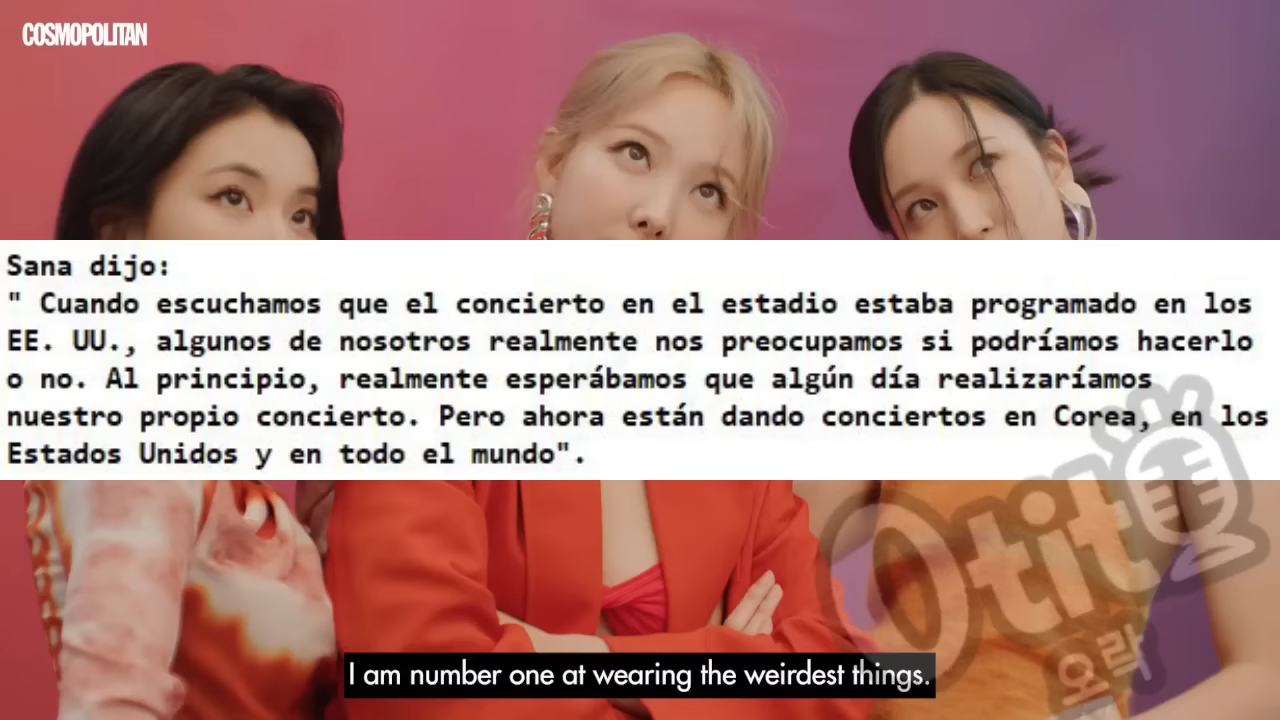 COSMOPOLITAN
Sana dijo:
" Cuando escuchamos que el concierto en el estadio estaba programado en los
EE. UU., algunos de nosotros realmente nos preocupamos si podríamos hacerlo
o no. Al principio, realmente esperábamos que algún día realizaríamos
nuestro propio concierto. Pero ahora están dando conciertos en Corea, en los
Estados Unidos y en todo el mundo".
Otit
오락
I am number one at wearing the weirdest things.